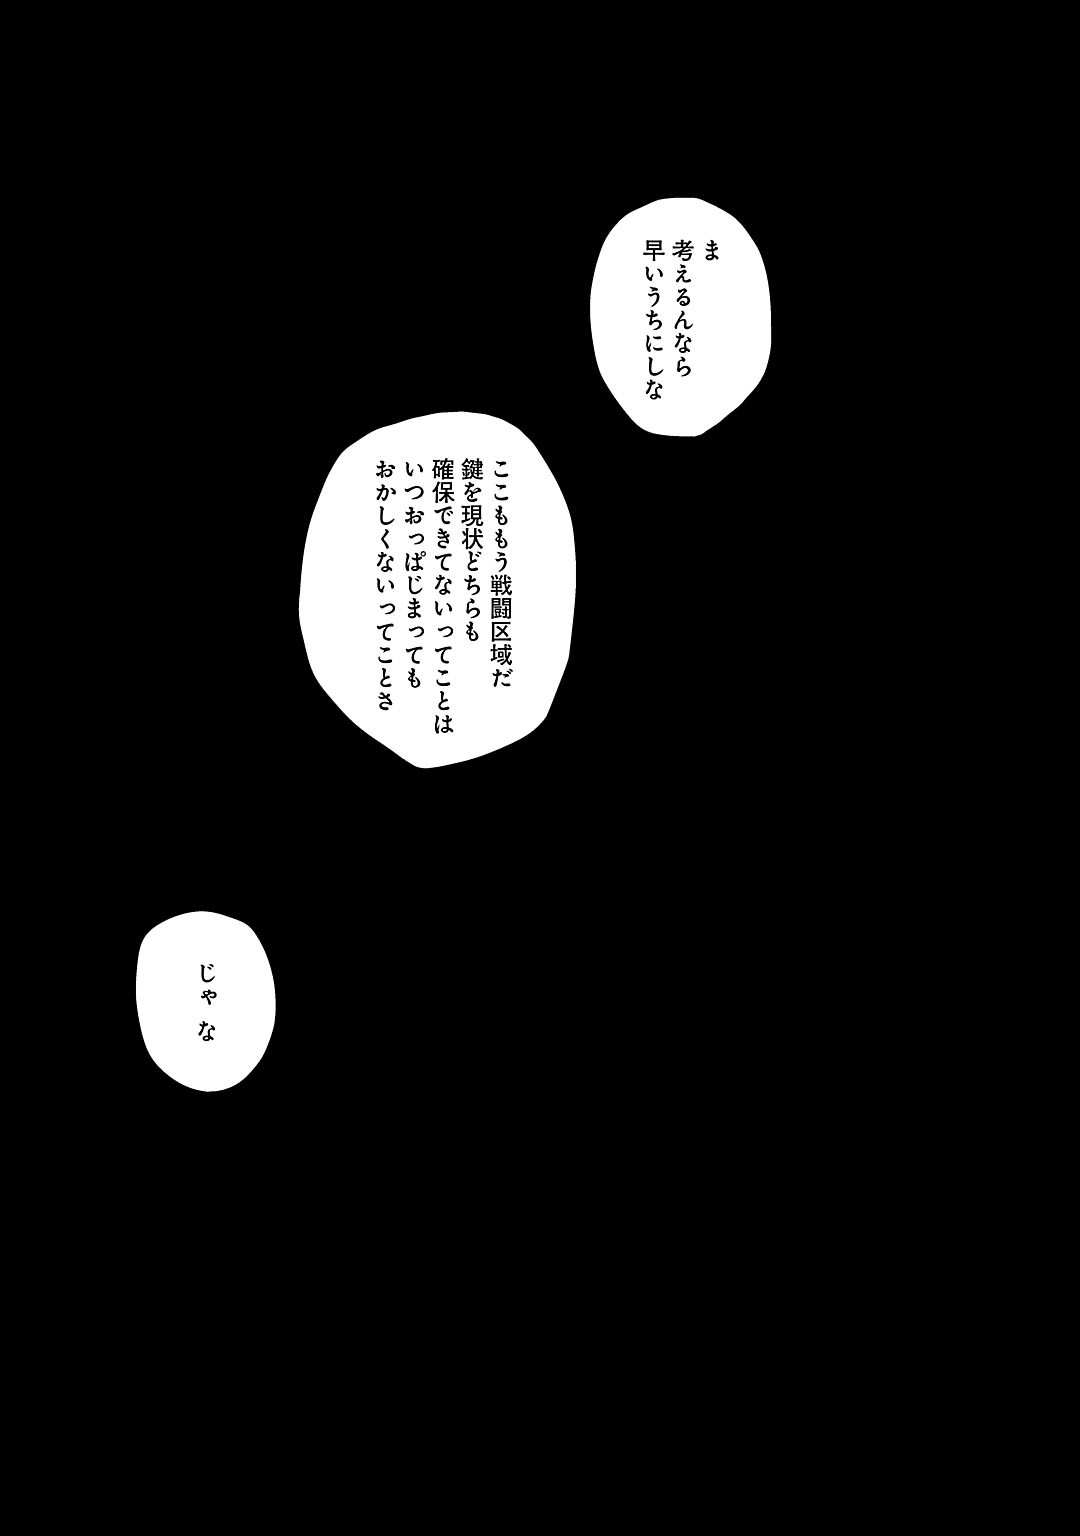 ま
考えるんなら
早いうちにしな
ここももう戦闘区域だ
鍵を現状どちらも
確保できてないってことは
いつおっぱじまっても
おかしくないってことさ
じゃな